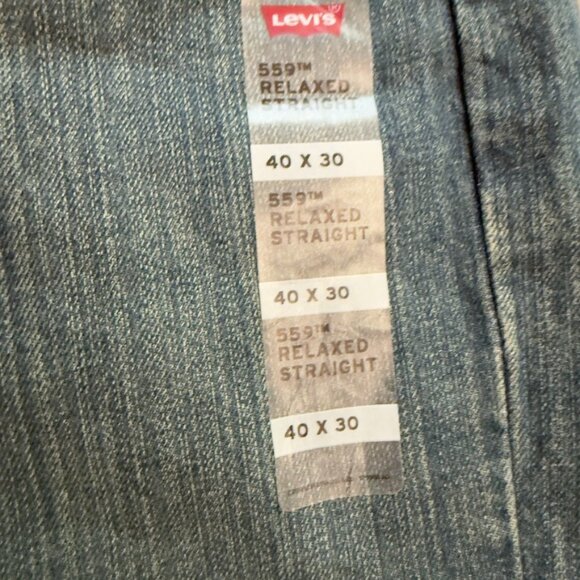 Levi's®
559™
RELAXED
STRAIGHT
40 X 30
559™
RELAXED
STRAIGHT
40 X 30
559™
RELAXED
STRAIGHT
40 X 30